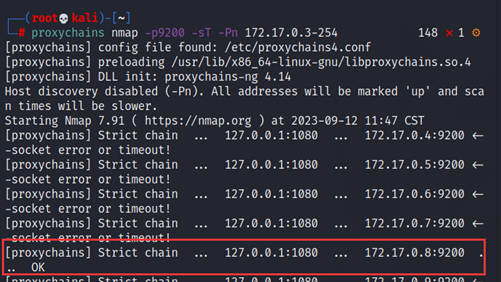 (root💀kali)-[~]
# proxychains nmap -p9200 -sT -Pn 172.17.0.3-254 148 ⨯ 1 ⚙
[proxychains] config file found: /etc/proxychains4.conf
[proxychains] preloading /usr/lib/x86_64-linux-gnu/libproxychains.so.4
[proxychains] DLL init: proxychains-ng 4.14
Host discovery disabled (-Pn). All addresses will be marked 'up' and sca
n times will be slower.
Starting Nmap 7.91 ( https://nmap.org ) at 2023-09-12 11:47 CST
[proxychains] Strict chain ... 127.0.0.1:1080 ... 172.17.0.4:9200 ←
-socket error or timeout!
[proxychains] Strict chain ... 127.0.0.1:1080 ... 172.17.0.5:9200 ←
-socket error or timeout!
[proxychains] Strict chain ... 127.0.0.1:1080 ... 172.17.0.6:9200 ←
-socket error or timeout!
[proxychains] Strict chain ... 127.0.0.1:1080 ... 172.17.0.7:9200 ←
-socket error or timeout!
[proxychains] Strict chain ... 127.0.0.1:1080 ... 172.17.0.8:9200 .
.. OK